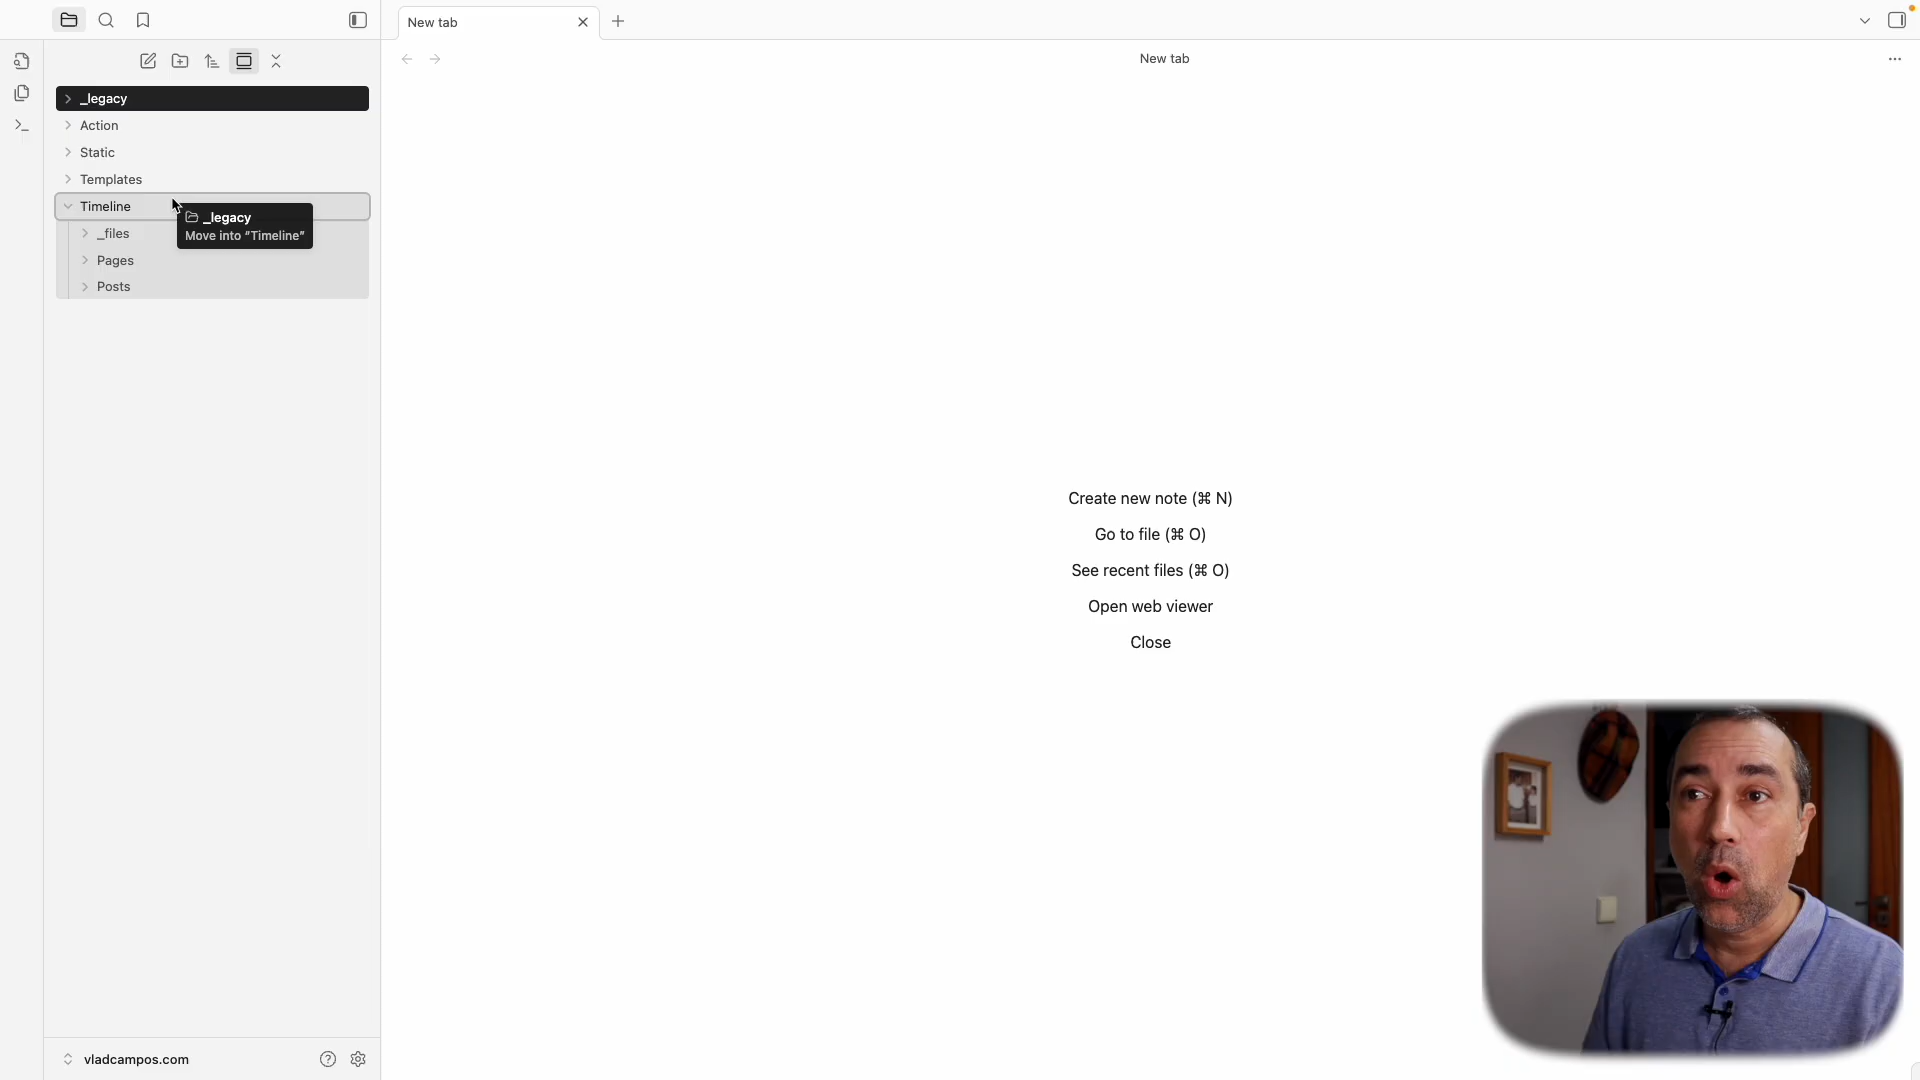 New tab
New tab
_legacy
Action
Static
Templates
Timeline
_legacy
Move into “Timeline”
_files
Pages
Posts
Create new note (⌘ N)
Go to file (⌘ O)
See recent files (⌘ O)
Open web viewer
Close
vladcampos.com